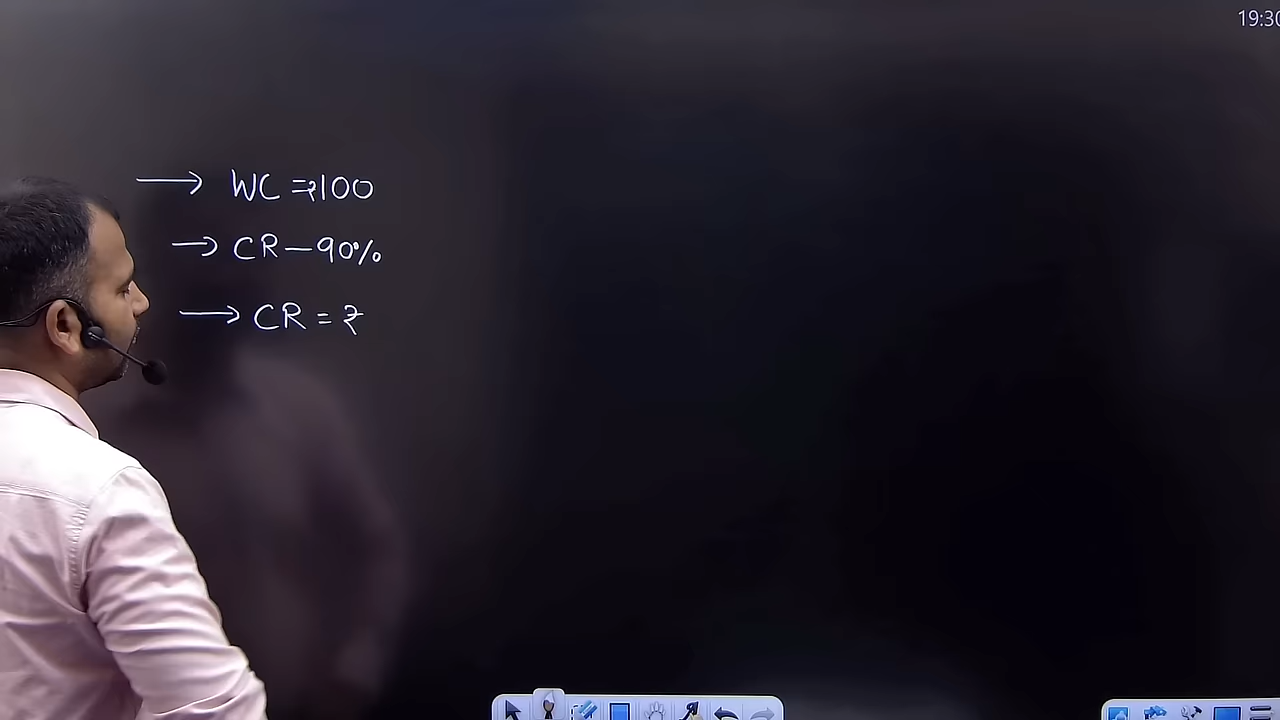 19:30
→ WC = ₹100
→ CR – 90%
→ CR = ₹